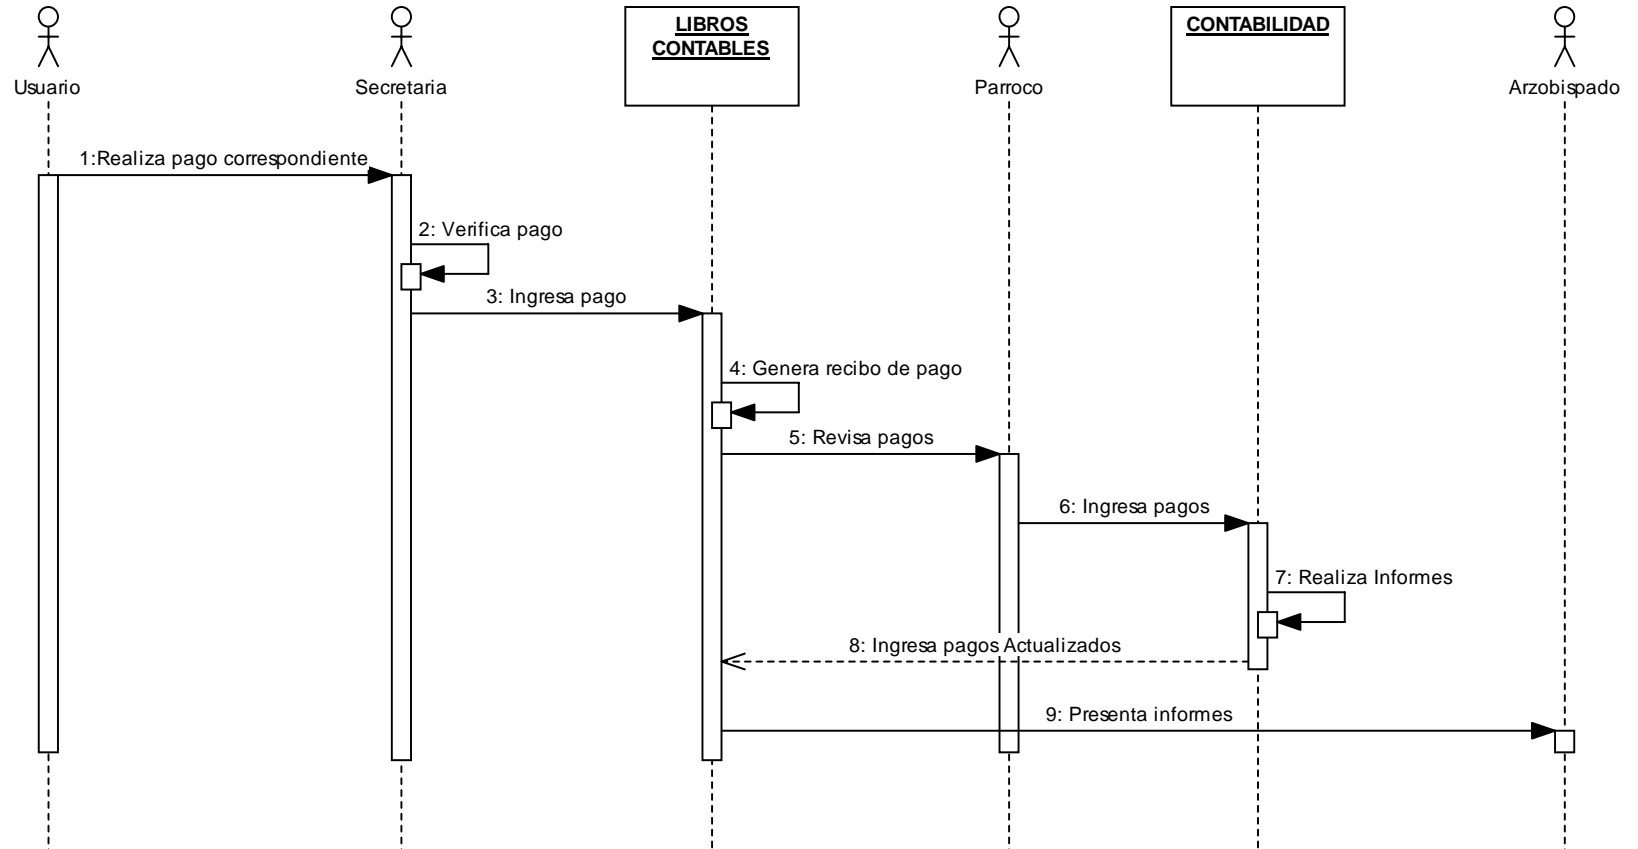 Usuario
Secretaria
LIBROS
CONTABLES
Parroco
CONTABILIDAD
Arzobispado
1:Realiza pago correspondiente
2: Verifica pago
3: Ingresa pago
4: Genera recibo de pago
5: Revisa pagos
6: Ingresa pagos
7: Realiza Informes
8: Ingresa pagos Actualizados
9: Presenta informes